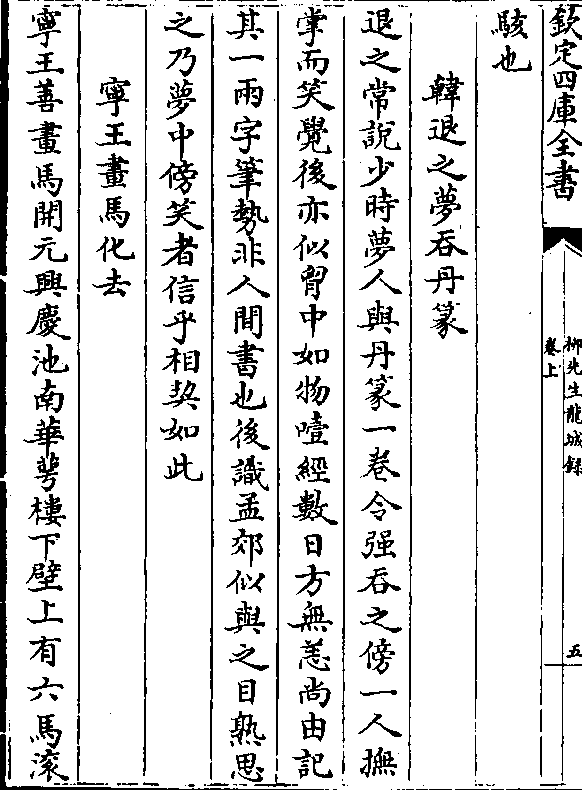 欽定四庫全書
柳先生龍城録
卷上
五
駭也
韓退之夢吞丹篆
退之常説少時夢人與丹篆一卷令强吞之傍一人撫
掌而笑覺後亦似胷中如物噎經數日方無恙尚由記
其一兩字筆勢非人間書也後識孟郊似與之目熟思
之乃夢中傍笑者信乎相契如此
寧王畫馬化去
寧王善畫馬開元興慶池南華蕚樓下壁上有六馬滚